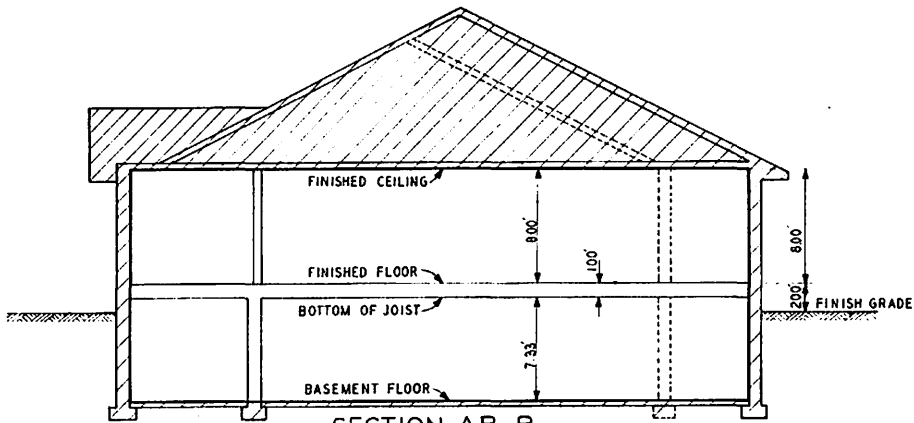 FINISHED CEILING
8.00'
8.00'
FINISHED FLOOR
1.00'
2.00'
FINISH GRADE
BOTTOM OF JOIST
7.33'
BASEMENT FLOOR